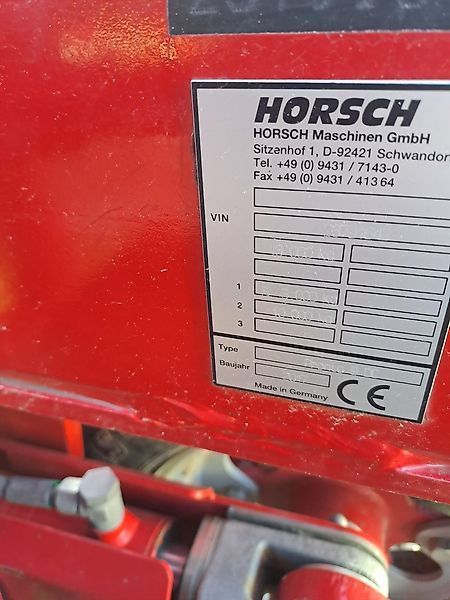 HORSCH
HORSCH Maschinen GmbH
Sitzenhof 1, D-92421 Schwandorf
Tel. +49 (0) 9431 / 7143-0
Fax +49 (0) 9431 / 413 64
VIN
1
2
3
Type
Baujahr
Made in Germany CE